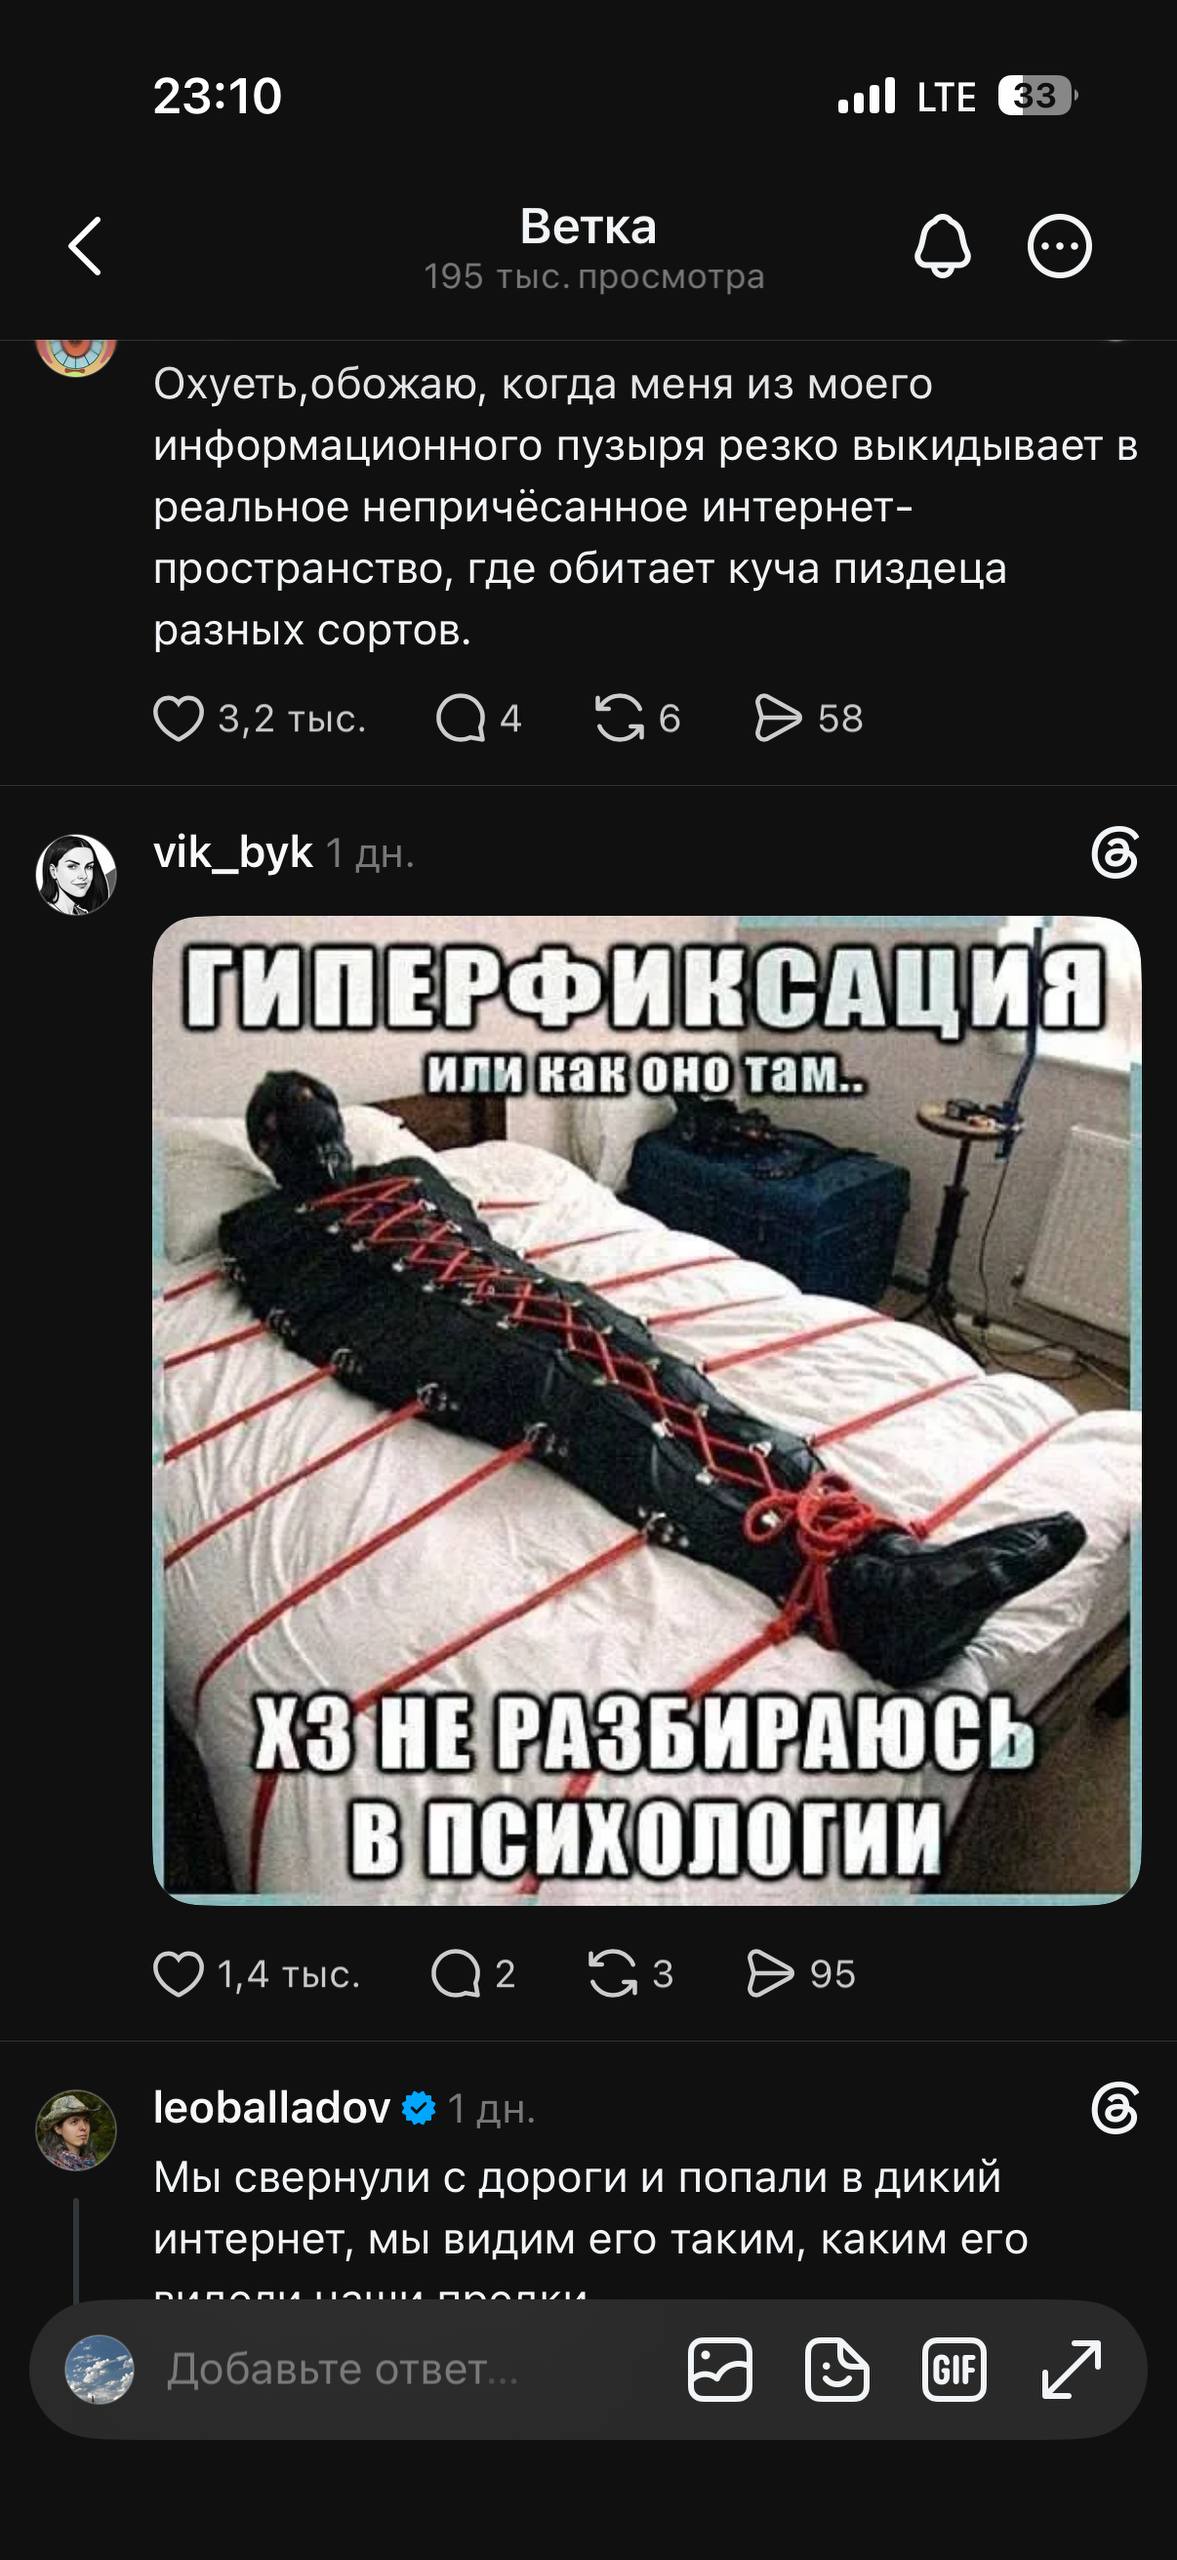 23:10
LTE
33
Ветка
195 тыс. просмотра
Охуеть,обожаю, когда меня из моего
информационного пузыря резко выкидывает в
реальное непричёсанное интернет-
пространство, где обитает куча пиздеца
разных сортов.
3,2 тыс. 4 6 58
vik_byk 1 дн.
ГИПЕРФИКСАЦИЯ
или как оно там..
ХЗ НЕ РАЗБИРАЮСЬ
В ПСИХОЛОГИИ
1,4 тыс. 2 3 95
leoballadov 1 дн.
Мы свернули с дороги и попали в дикий
интернет, мы видим его таким, каким его
видели наши предки
Добавьте ответ...
GIF